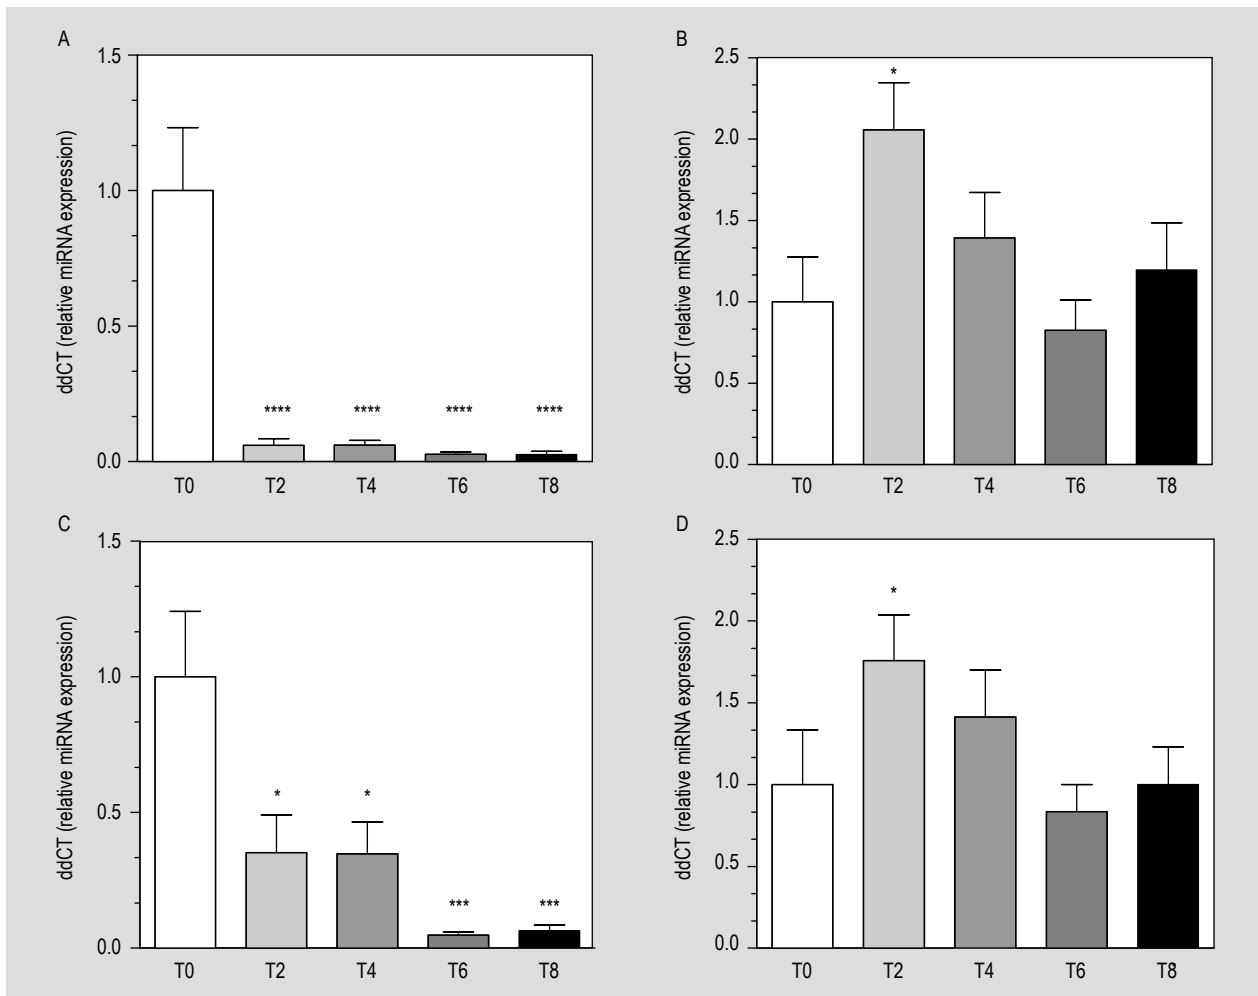 A
ddCT (relative miRNA expression)
1.5
1.0
0.5
0.0
****
****
****
****
T0 T2 T4 T6 T8
B
ddCT (relative miRNA expression)
2.5
2.0
1.5
1.0
0.5
0.0
*
T0 T2 T4 T6 T8
C
ddCT (relative miRNA expression)
1.5
1.0
0.5
0.0
*
*
***
***
T0 T2 T4 T6 T8
D
ddCT (relative miRNA expression)
2.5
2.0
1.5
1.0
0.5
0.0
*
T0 T2 T4 T6 T8